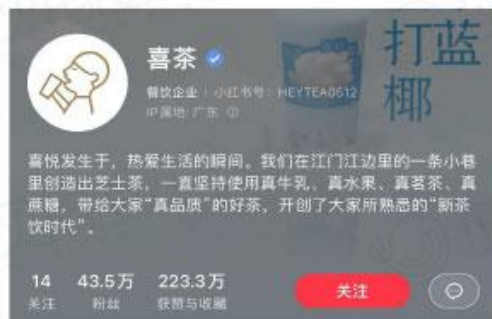 喜茶
打蓝
椰
餐饮企业 | 小红书号：HEYTEA0512
IP属地：广东
喜悦发生于，热爱生活的瞬间。我们在江门江边里的一条小巷
里创造出芝士茶，一直坚持使用真牛乳、真水果、真茗茶、真
蔗糖，带给大家“真品质”的好茶，开创了大家所熟悉的“新茶
饮时代”。
14 43.5万 223.3万
关注 粉丝 获赞与收藏
关注